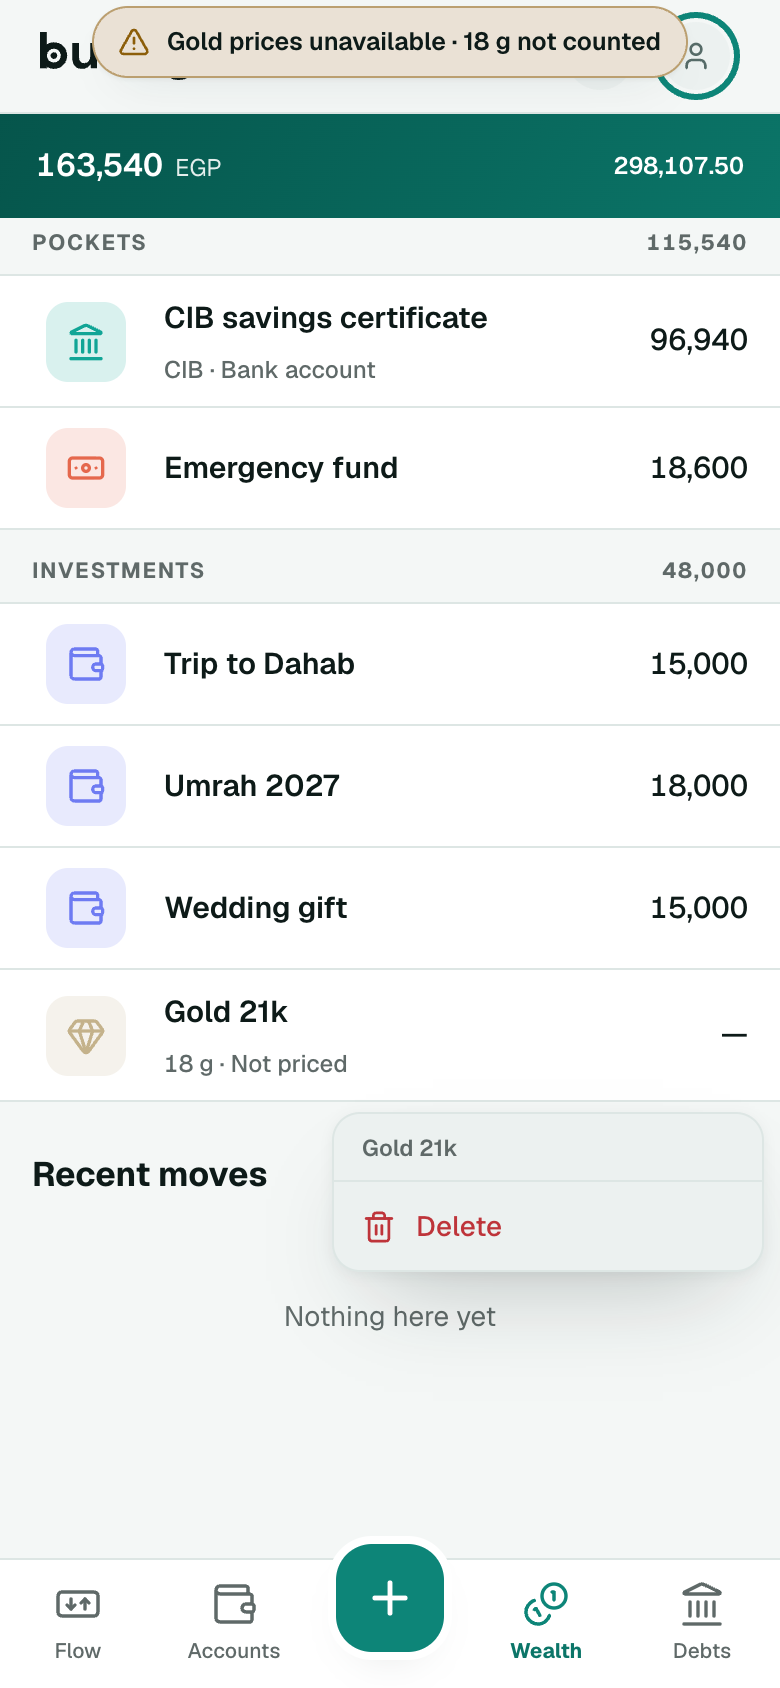 Gold prices unavailable · 18 g not counted
163,540 EGP
298,107.50
POCKETS
115,540
CIB savings certificate
CIB · Bank account
96,940
Emergency fund
18,600
INVESTMENTS
48,000
Trip to Dahab
15,000
Umrah 2027
18,000
Wedding gift
15,000
Gold 21k
18 g · Not priced
—
Recent moves
Gold 21k
Delete
Nothing here yet
Flow
Accounts
Wealth
Debts